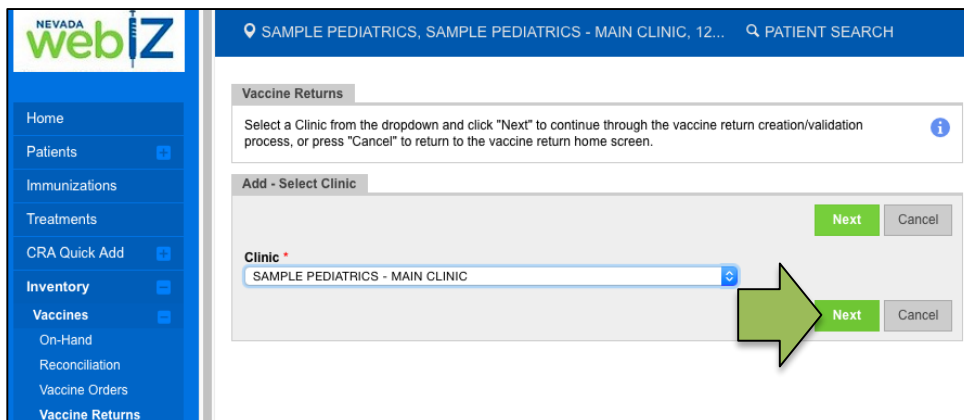 NEVADA
webIZ
SAMPLE PEDIATRICS, SAMPLE PEDIATRICS - MAIN CLINIC, 12... PATIENT SEARCH
Home
Patients
Immunizations
Treatments
CRA Quick Add
Inventory
Vaccines
On-Hand
Reconciliation
Vaccine Orders
Vaccine Returns
Vaccine Returns
Select a Clinic from the dropdown and click "Next" to continue through the vaccine return creation/validation
process, or press "Cancel" to return to the vaccine return home screen.
Add - Select Clinic
Next Cancel
Clinic *
SAMPLE PEDIATRICS - MAIN CLINIC
Next Cancel